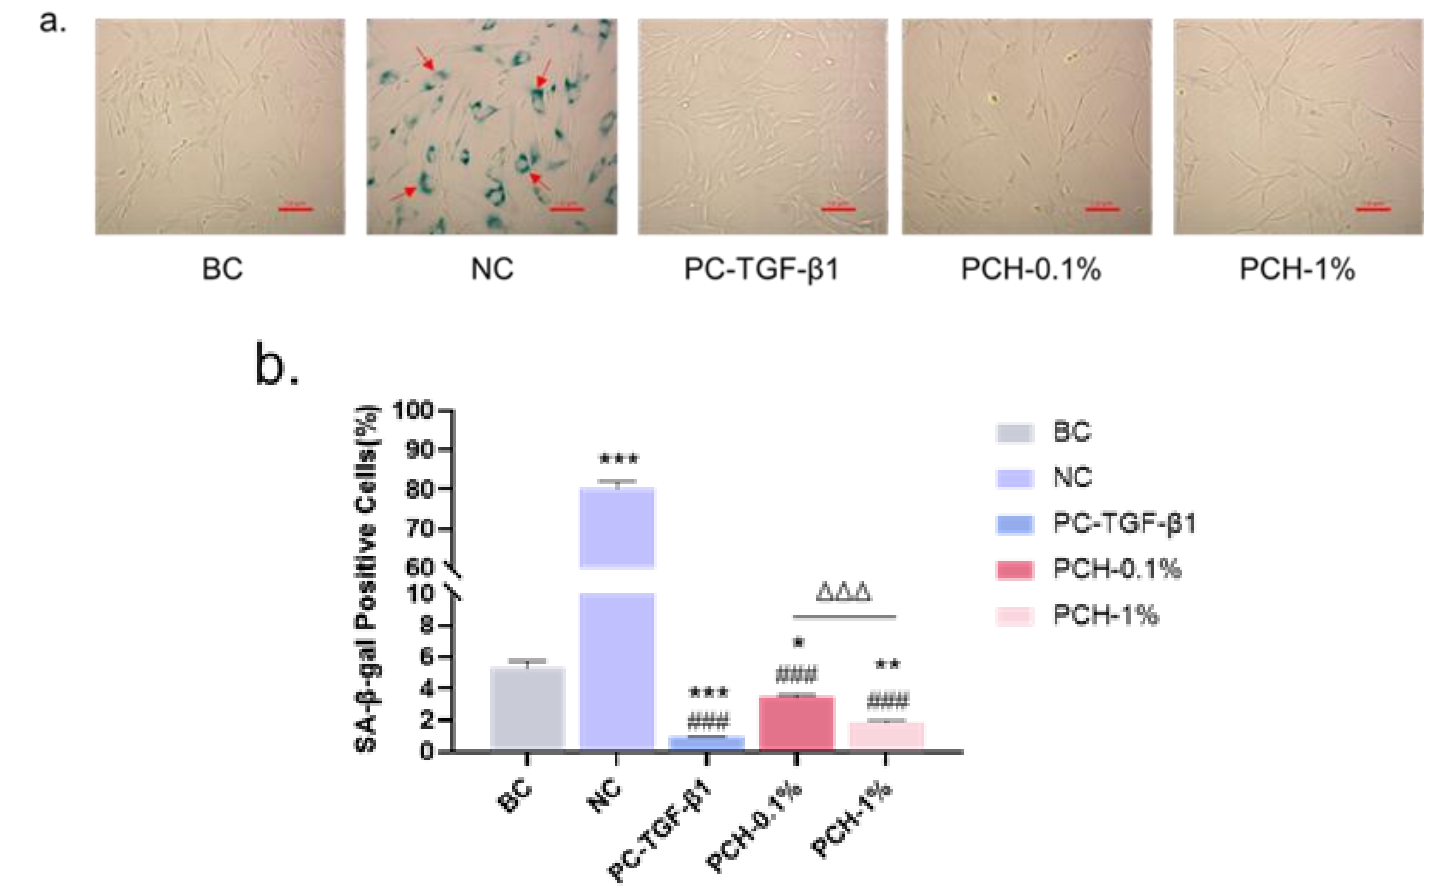 a.
BC NC PC-TGF-β1 PCH-0.1% PCH-1%
b.
SA-β-gal Positive Cells(%)
100
90
80
70
60
10
8
6
4
2
0
***
***
###
*
###
ΔΔΔ
**
###
BC
NC
PC-TGF-β1
PCH-0.1%
PCH-1%
BC
NC
PC-TGF-β1
PCH-0.1%
PCH-1%